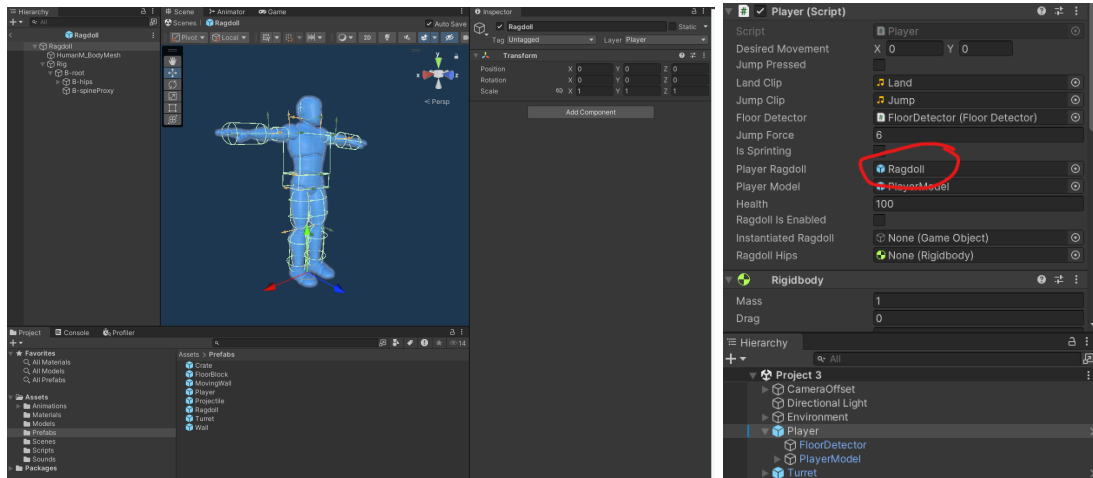 Hierarchy
All
Ragdoll
Ragdoll
HumanM_BodyMesh
Rig
B-root
B-hips
B-spineProxy
Scene
Animator
Game
Scenes
Ragdoll
Auto Save
Pivot
Local
2D
y
x
z
< Persp
Inspector
Ragdoll
Static
Tag Untagged
Layer Player
Transform
Position X 0 Y 0 Z 0
Rotation X 0 Y 0 Z 0
Scale X 1 Y 1 Z 1
Add Component
Project
Console
Profiler
14
Favorites
All Materials
All Models
All Prefabs
Assets
Animations
Materials
Models
Prefabs
Scenes
Scripts
Sounds
Packages
Assets > Prefabs
Crate
FloorBlock
MovingWall
Player
Projectile
Ragdoll
Turret
Wall
# Player (Script)
Script Player
Desired Movement X 0 Y 0
Jump Pressed
Land Clip Land
Jump Clip Jump
Floor Detector FloorDetector (Floor Detector)
Jump Force 6
Is Sprinting
Player Ragdoll Ragdoll
Player Model PlayerModel
Health 100
Ragdoll Is Enabled
Instantiated Ragdoll None (Game Object)
Ragdoll Hips None (Rigidbody)
Rigidbody
Mass 1
Drag 0
Hierarchy
All
Project 3
CameraOffset
Directional Light
Environment
Player
FloorDetector
PlayerModel
Turret